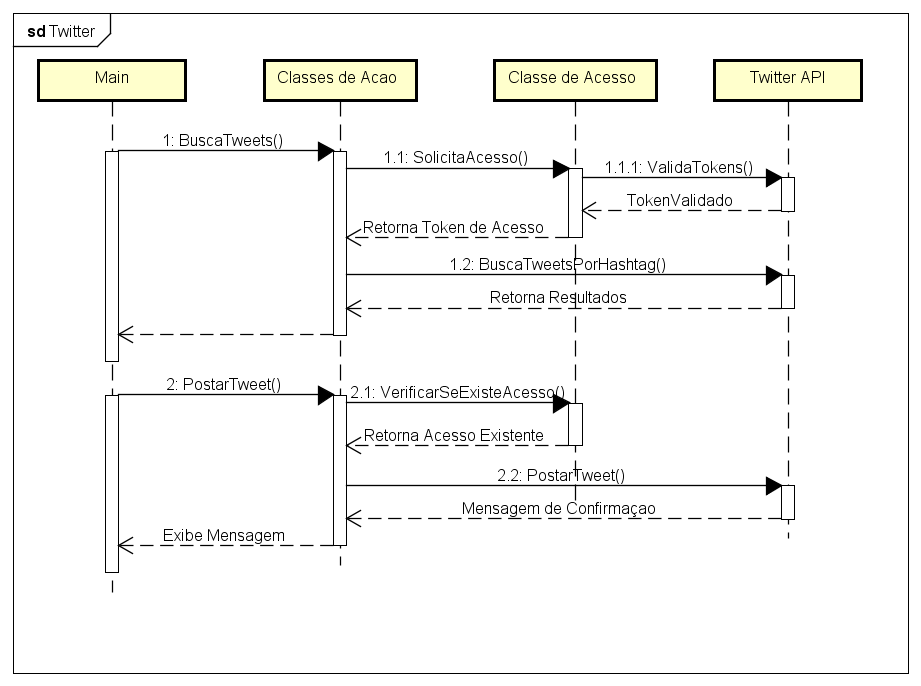 sd Twitter
Main
Classes de Acao
Classe de Acesso
Twitter API
1: BuscaTweets()
1.1: SolicitaAcesso()
1.1.1: ValidaTokens()
TokenValidado
Retorna Token de Acesso
1.2: BuscaTweetsPorHashtag()
Retorna Resultados
2: PostarTweet()
2.1: VerificarSeExisteAcesso()
Retorna Acesso Existente
2.2: PostarTweet()
Mensagem de Confirmaçao
Exibe Mensagem